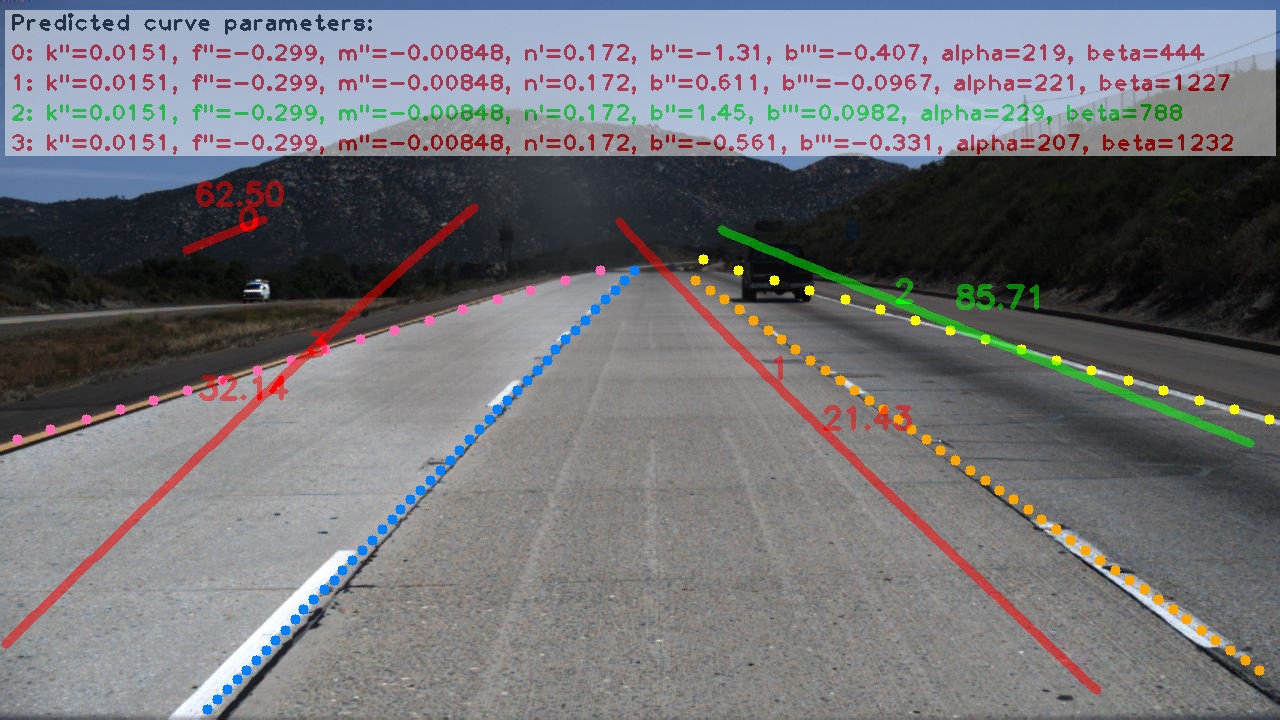 Predicted curve parameters:
0: k''=0.0151, f''=-0.299, m''=-0.00848, n'=0.172, b''=-1.31, b'''=-0.407, alpha=219, beta=444
1: k''=0.0151, f''=-0.299, m''=-0.00848, n'=0.172, b''=0.611, b'''=-0.0967, alpha=221, beta=1227
2: k''=0.0151, f''=-0.299, m''=-0.00848, n'=0.172, b''=1.45, b'''=0.0982, alpha=229, beta=788
3: k''=0.0151, f''=-0.299, m''=-0.00848, n'=0.172, b''=-0.561, b'''=-0.331, alpha=207, beta=1232
62.50
0
2 85.71
3
32.14
1
21.43